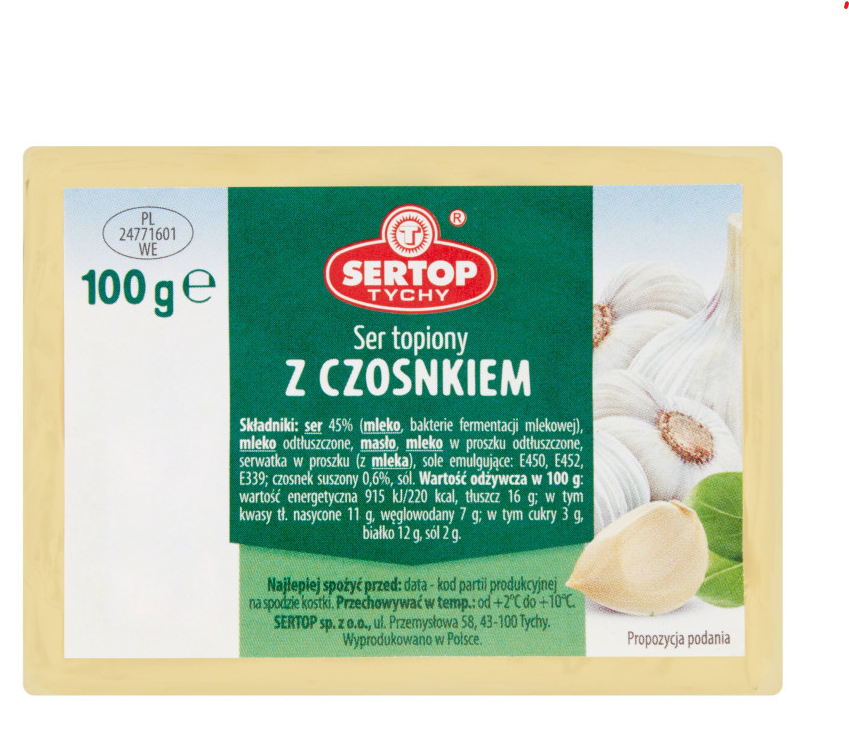 PL
24771601
WE
100 g ℮
®
SERTOP
TYCHY
Ser topiony
Z CZOSNKIEM
Składniki: ser 45% (mleko, bakterie fermentacji mlekowej),
mleko odtłuszczone, masło, mleko w proszku odtłuszczone,
serwatka w proszku (z mleka), sole emulgujące: E450, E452,
E339; czosnek suszony 0,6%, sól. Wartość odżywcza w 100 g:
wartość energetyczna 915 kJ/220 kcal, tłuszcz 16 g; w tym
kwasy tł. nasycone 11 g, węglowodany 7 g; w tym cukry 3 g,
białko 12 g, sól 2 g.
Najlepiej spożyć przed: data - kod partii produkcyjnej
na spodzie kostki. Przechowywać w temp.: od +2°C do +10°C.
SERTOP sp. z o.o., ul. Przemysłowa 58, 43-100 Tychy.
Wyprodukowano w Polsce.
Propozycja podania